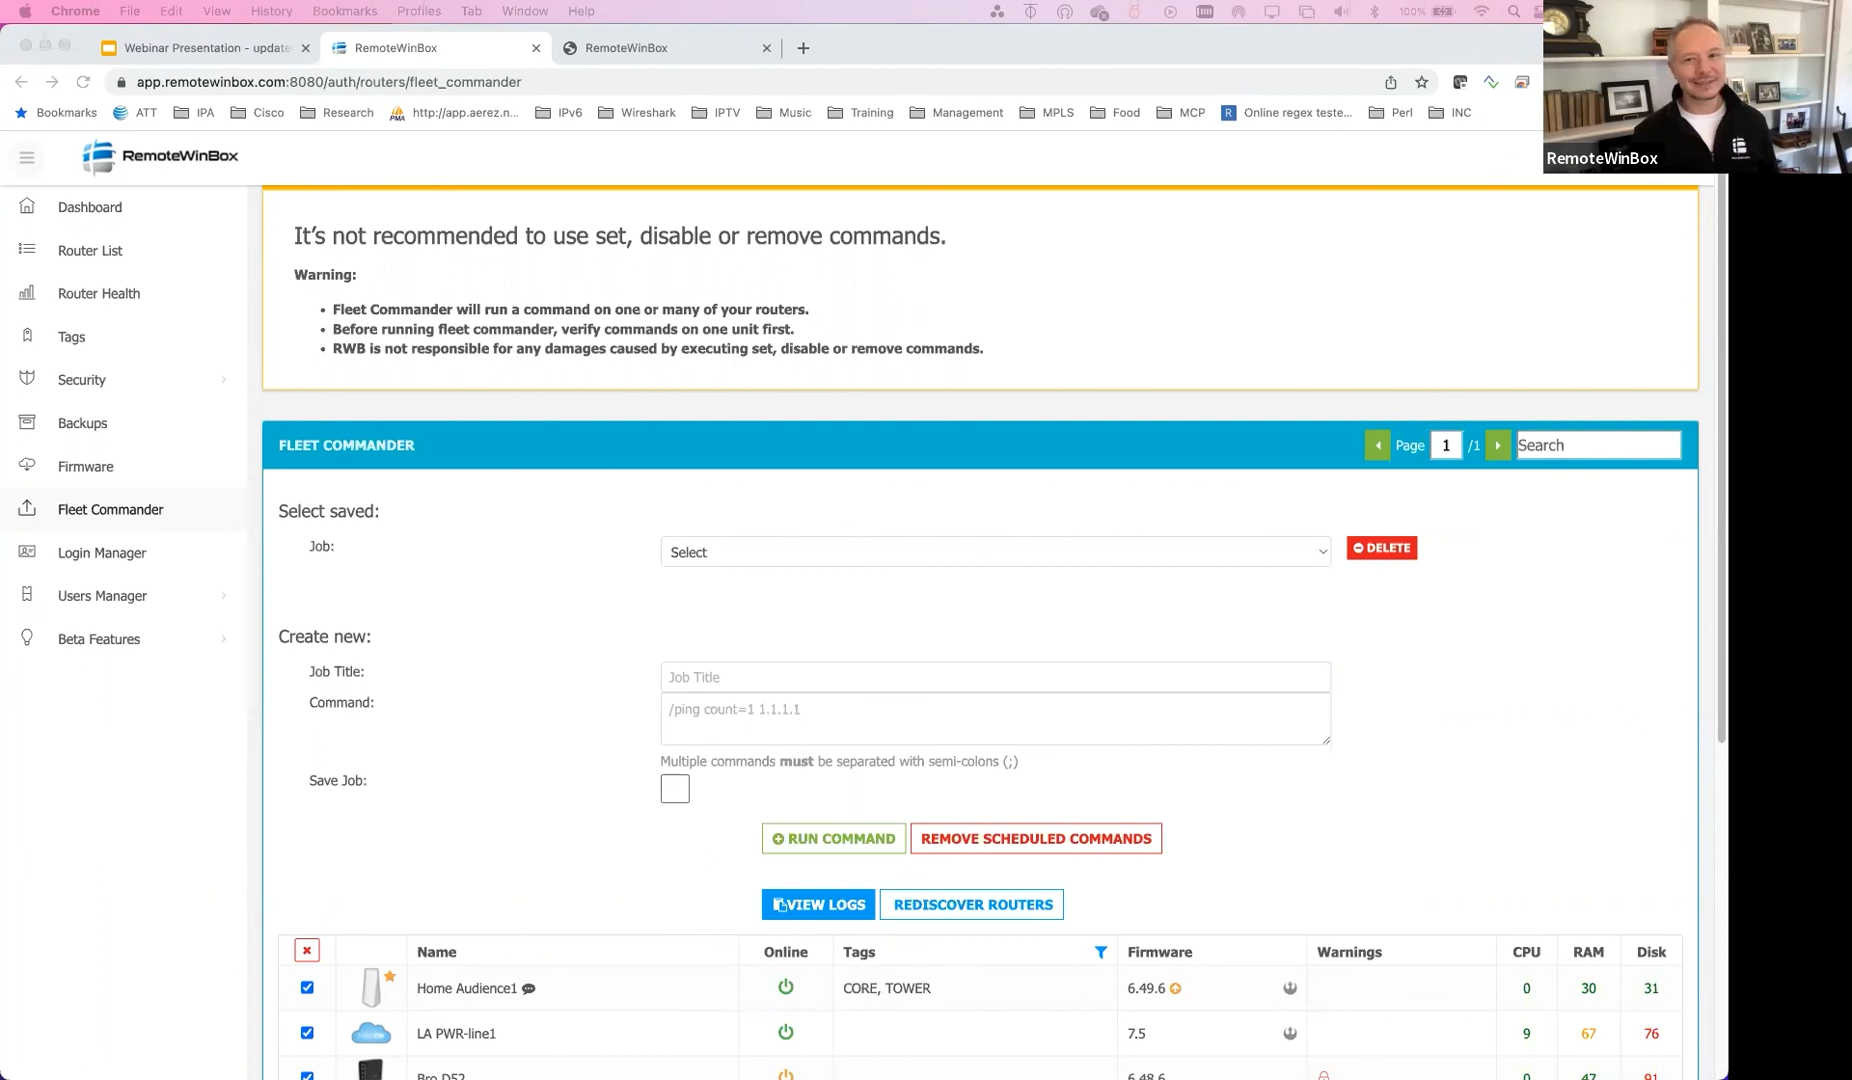 Chrome File Edit View History Bookmarks Profiles Tab Window Help 100%
Webinar Presentation - update RemoteWinBox RemoteWinBox
app.remotewinbox.com:8080/auth/routers/fleet_commander
Bookmarks ATT IPA Cisco Research http://app.aerez.n... IPv6 Wireshark IPTV Music Training Management MPLS Food MCP Online regex teste... Perl INC
RemoteWinBox
RemoteWinBox
Dashboard
Router List
Router Health
Tags
Security
Backups
Firmware
Fleet Commander
Login Manager
Users Manager
Beta Features
It's not recommended to use set, disable or remove commands.
Warning:
• Fleet Commander will run a command on one or many of your routers.
• Before running fleet commander, verify commands on one unit first.
• RWB is not responsible for any damages caused by executing set, disable or remove commands.
FLEET COMMANDER Page 1 /1 Search
Select saved:
Job: Select DELETE
Create new:
Job Title: Job Title
Command: /ping count=1 1.1.1.1
Multiple commands must be separated with semi-colons (;)
Save Job:
RUN COMMAND REMOVE SCHEDULED COMMANDS
VIEW LOGS REDISCOVER ROUTERS
Name Online Tags Firmware Warnings CPU RAM Disk
Home Audience1 CORE, TOWER 6.49.6 0 30 31
LA PWR-line1 7.5 9 67 76
Bro D52 6.48.6 0 47 91